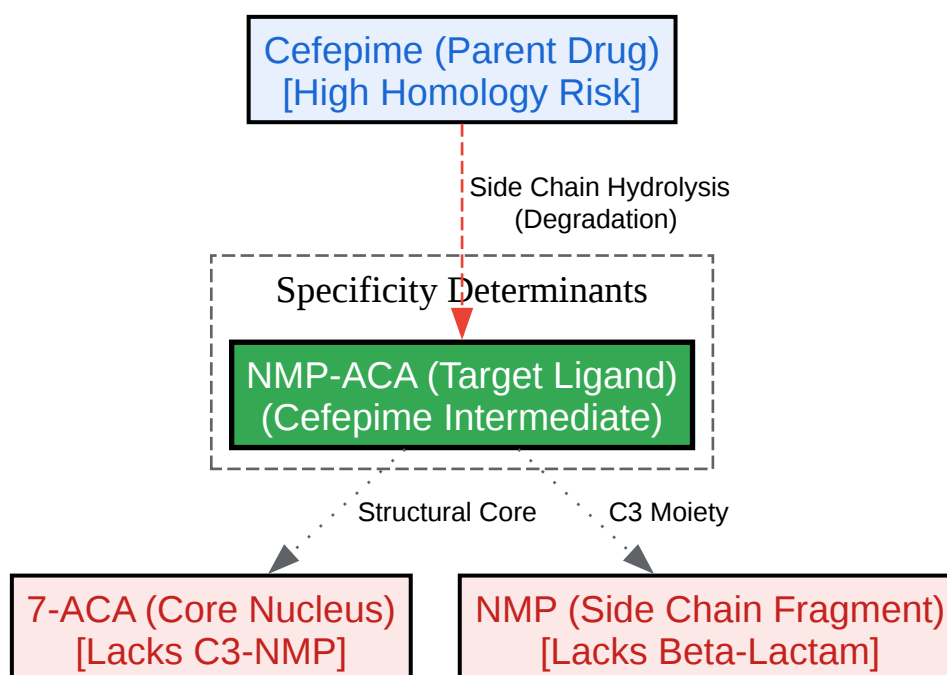 Cefepime (Parent Drug)
[High Homology Risk]
Side Chain Hydrolysis
(Degradation)
Specificity Determinants
NMP-ACA (Target Ligand)
(Cefepime Intermediate)
Structural Core
C3 Moiety
7-ACA (Core Nucleus)
[Lacks C3-NMP]
NMP (Side Chain Fragment)
[Lacks Beta-Lactam]